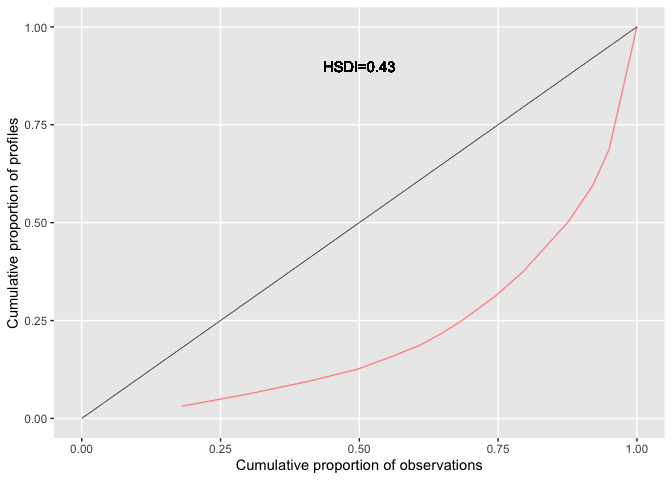 1.00
HSDI=0.43
0.75
Cumulative proportion of profiles
0.50
0.25
0.00
0.00 0.25 0.50 0.75 1.00
Cumulative proportion of observations